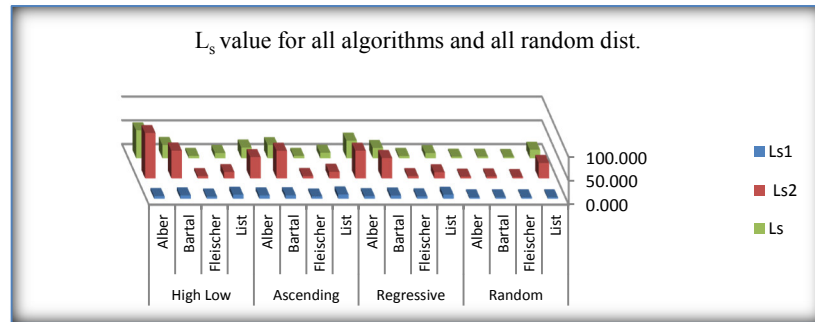 Ls value for all algorithms and all random dist.
100.000
50.000
0.000
Ls1
Ls2
Ls
Alber
Bartal
Fleischer
List
Alber
Bartal
Fleischer
List
Alber
Bartal
Fleischer
List
Alber
Bartal
Fleischer
List
High Low
Ascending
Regressive
Random